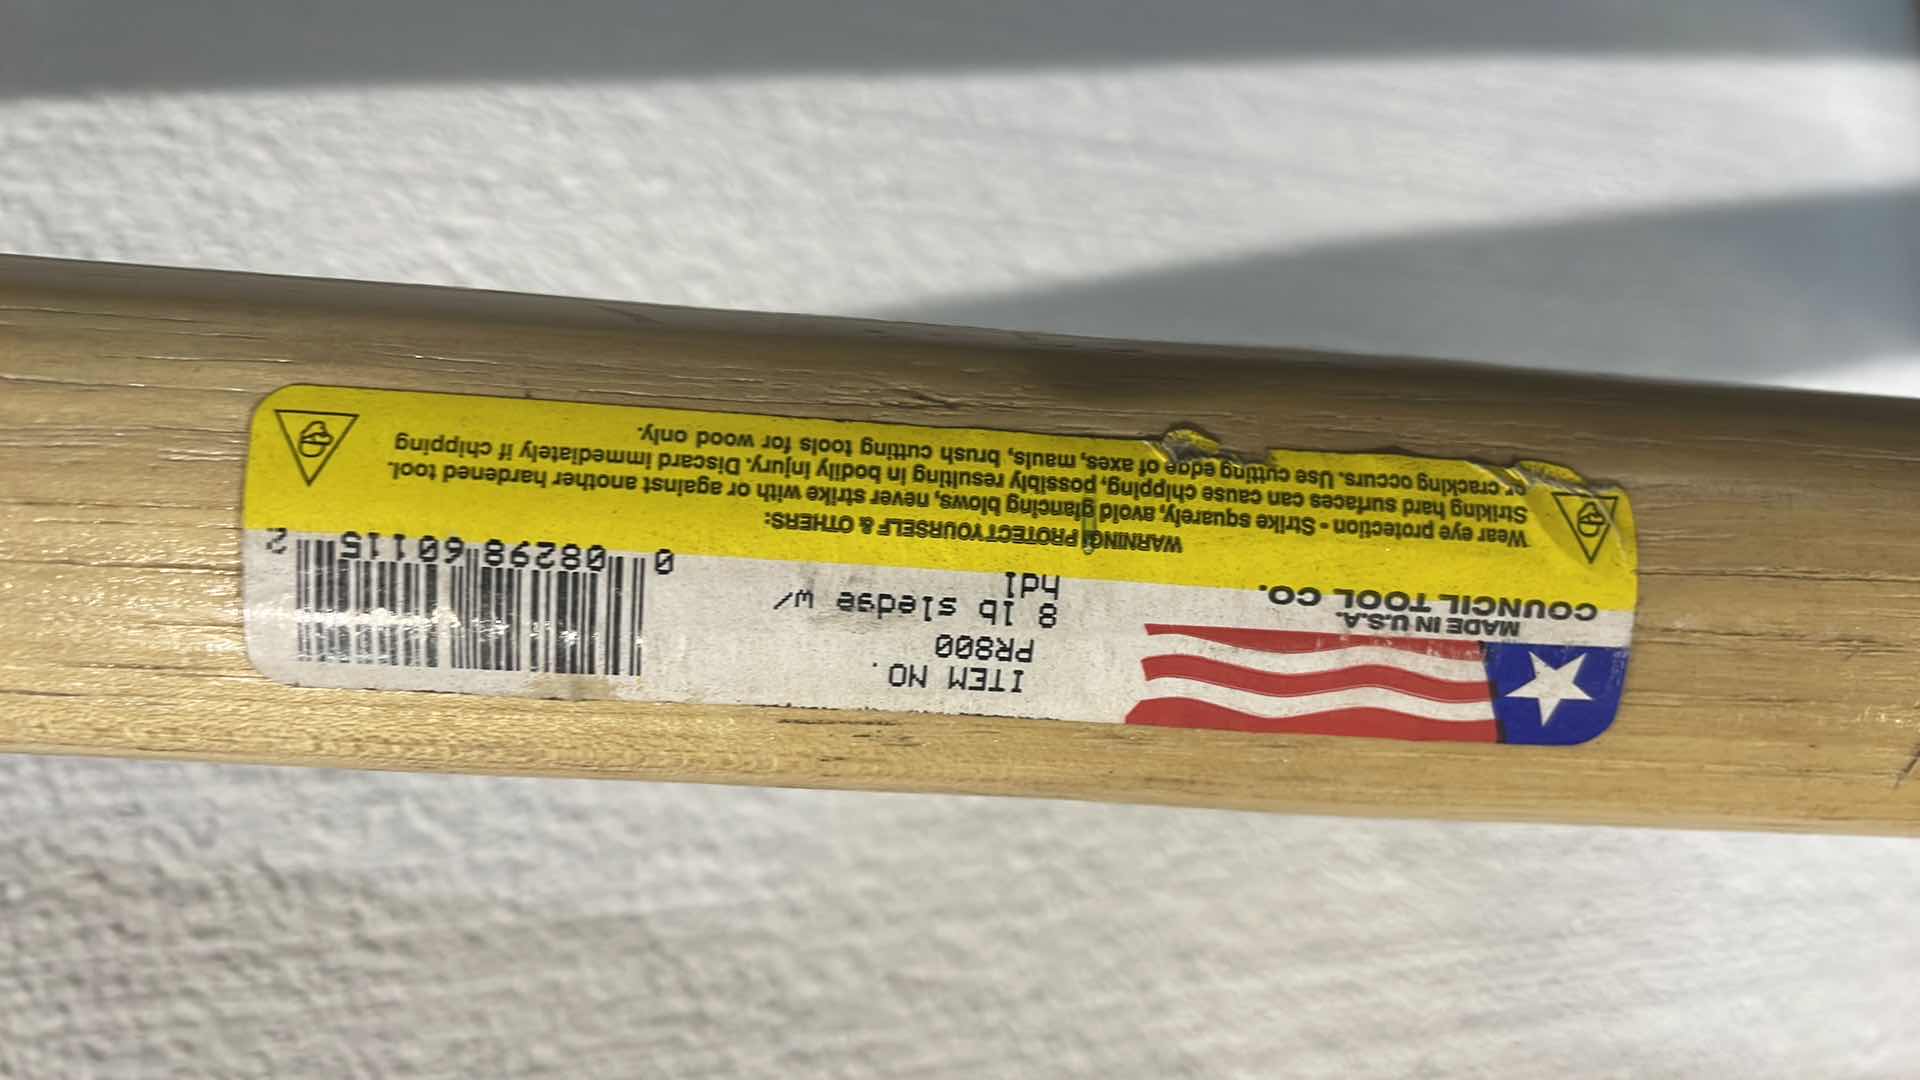 ITEM NO.
PR800
8 lb sledge w/
hdl
0 08298 60115 2
MADE IN U.S.A.
COUNCIL TOOL CO.
WARNING! PROTECT YOURSELF & OTHERS:
Wear eye protection - Strike squarely, avoid glancing blows, never strike with or against another hardened tool.
Striking hard surfaces can cause chipping, possibly resulting in bodily injury. Discard immediately if chipping
or cracking occurs. Use cutting edge of axes, mauls, brush cutting tools for wood only.